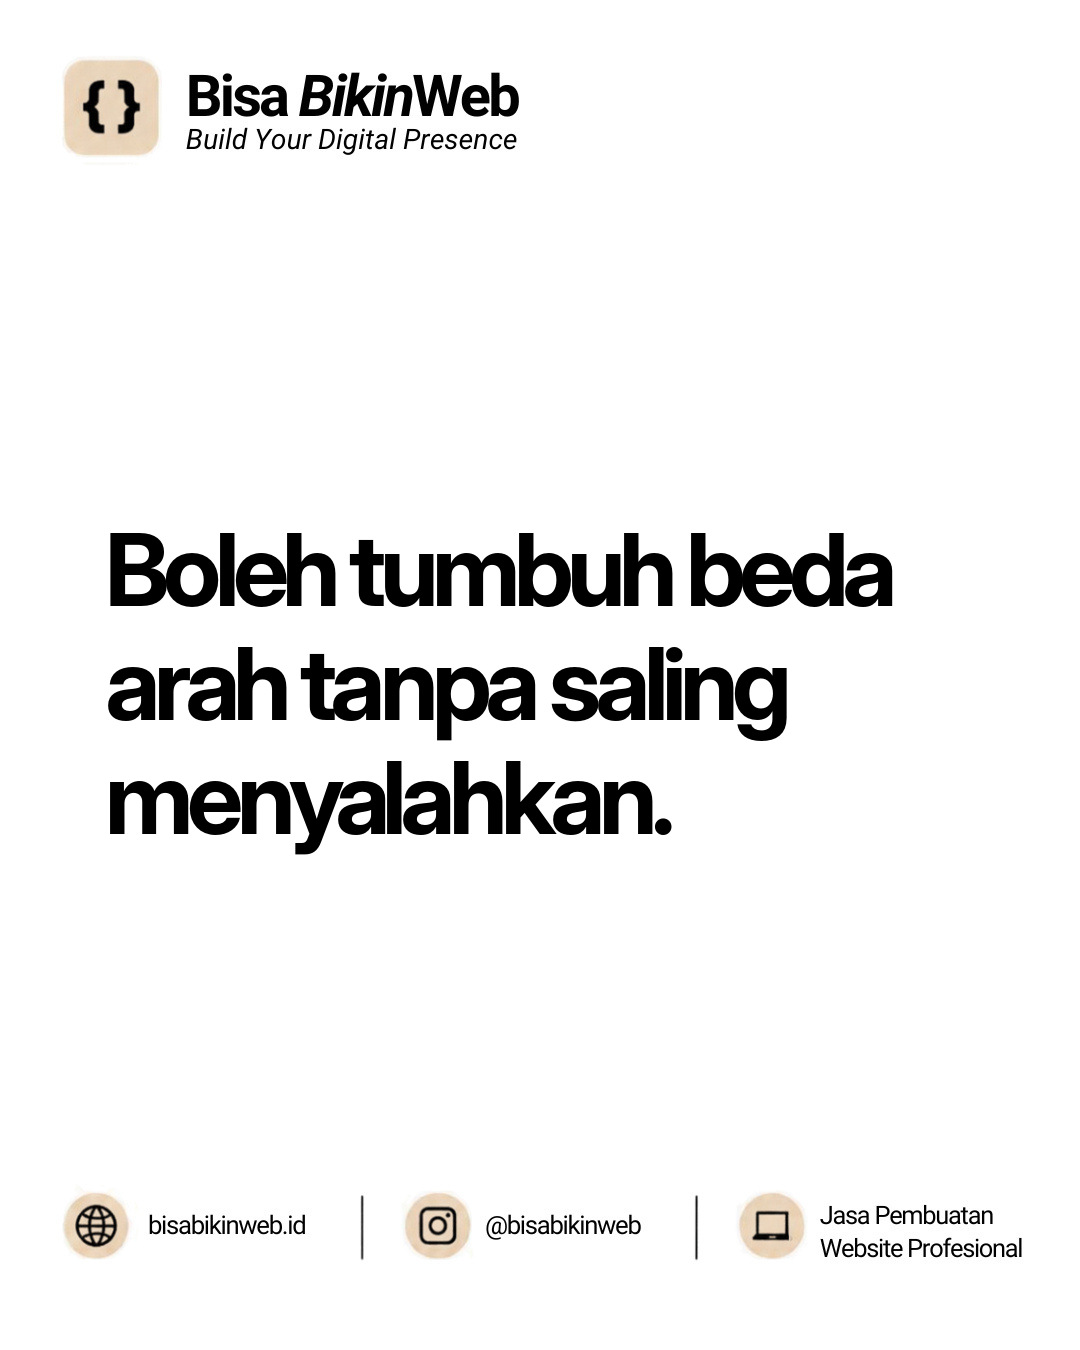 { }
Bisa BikinWeb
Build Your Digital Presence
Boleh tumbuh beda
arah tanpa saling
menyalahkan.
bisabikinweb.id
@bisabikinweb
Jasa Pembuatan
Website Profesional